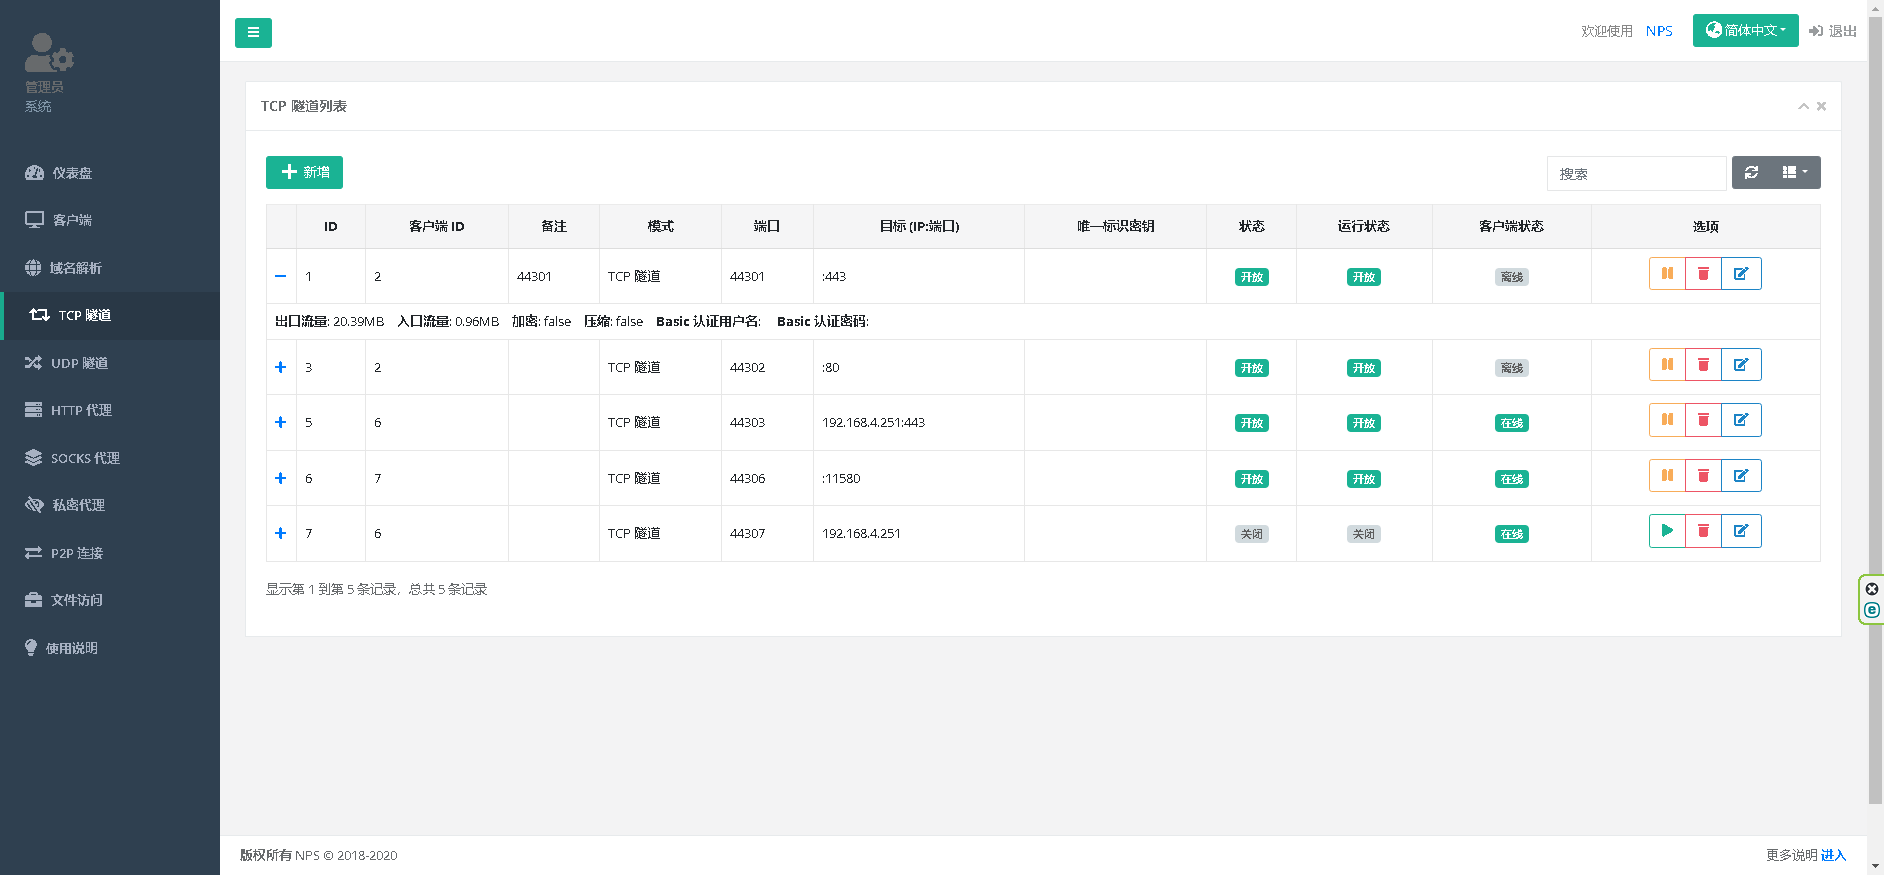 欢迎使用 NPS 简体中文 退出
管理员
系统
仪表盘
客户端
域名解析
TCP 隧道
UDP 隧道
HTTP 代理
SOCKS 代理
私密代理
P2P 连接
文件访问
使用说明
TCP 隧道列表
新增 搜索
ID 客户端 ID 备注 模式 端口 目标 (IP:端口) 唯一标识密钥 状态 运行状态 客户端状态 选项
1 2 44301 TCP 隧道 44301 :443 开放 开放 离线
出口流量: 20.39MB 入口流量: 0.96MB 加密: false 压缩: false Basic 认证用户名: Basic 认证密码:
3 2 TCP 隧道 44302 :80 开放 开放 离线
5 6 TCP 隧道 44303 192.168.4.251:443 开放 开放 在线
6 7 TCP 隧道 44306 :11580 开放 开放 在线
7 6 TCP 隧道 44307 192.168.4.251 关闭 关闭 在线
显示第 1 到第 5 条记录，总共 5 条记录
版权所有 NPS © 2018-2020 更多说明 进入